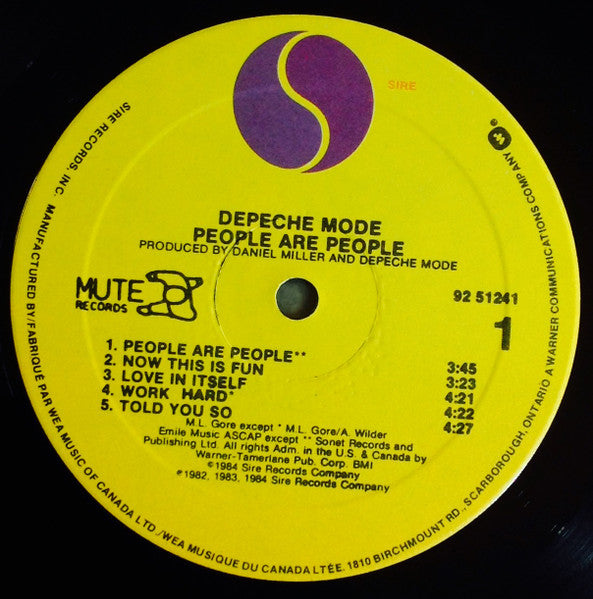 SIRE
DEPECHE MODE
PEOPLE ARE PEOPLE
PRODUCED BY DANIEL MILLER AND DEPECHE MODE
MUTE
RECORDS
92 51241
1
1. PEOPLE ARE PEOPLE** 3:45
2. NOW THIS IS FUN 3:23
3. LOVE IN ITSELF 4:21
4. WORK HARD* 4:22
5. TOLD YOU SO 4:27
M.L. Gore except * M.L. Gore/A. Wilder
Emile Music ASCAP except ** Sonet Records and
Publishing Ltd. All rights Adm. in the U.S. & Canada by
Warner-Tamerlane Pub. Corp. BMI
©1984 Sire Records Company
℗1982, 1983, 1984 Sire Records Company
SIRE RECORDS, INC. MANUFACTURED BY/FABRIQUÉ PAR WEA MUSIC OF CANADA LTD./WEA MUSIQUE DU CANADA LTÉE. 1810 BIRCHMOUNT RD., SCARBOROUGH, ONTARIO A WARNER COMMUNICATIONS COMPANY